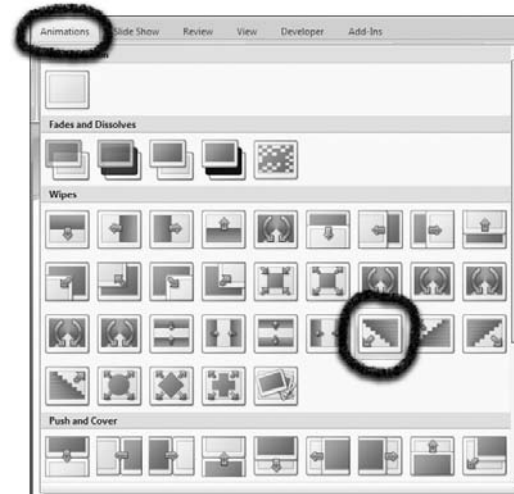 Animations Slide Show Review View Developer Add-Ins
Fades and Dissolves
Wipes
Push and Cover